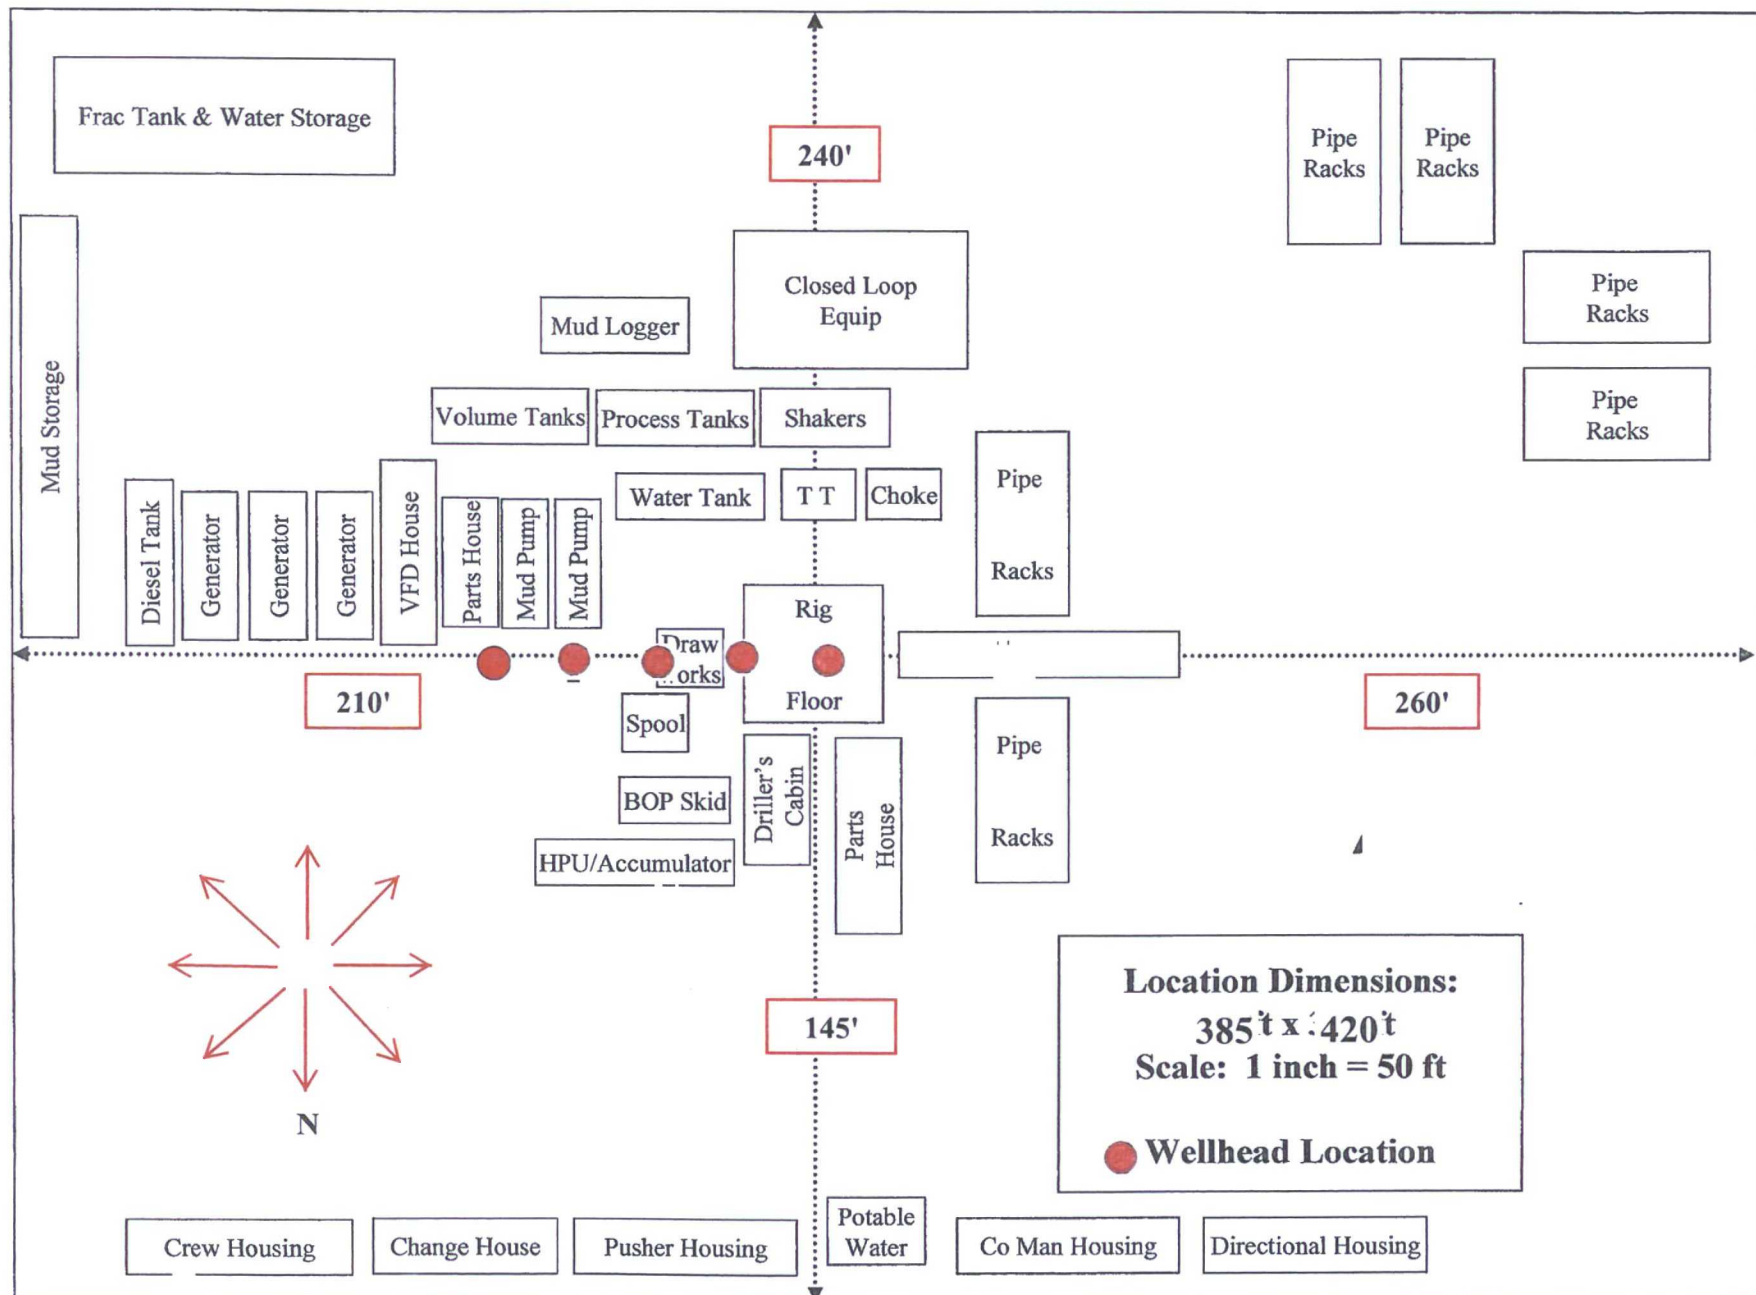 Frac Tank & Water Storage
240'
Pipe
Racks
Pipe
Racks
Closed Loop
Equip
Pipe
Racks
Mud Logger
Mud Storage
Volume Tanks
Process Tanks
Shakers
Pipe
Racks
Diesel Tank
Generator
Generator
Generator
VFD House
Parts House
Mud Pump
Mud Pump
Water Tank
T T
Choke
Pipe
Racks
Rig
Floor
Draw
orks
210'
260'
Spool
Pipe
Racks
BOP Skid
Driller's
Cabin
Parts
House
HPU/Accumulator
N
145'
Location Dimensions:
385't x 420't
Scale: 1 inch = 50 ft
Wellhead Location
Crew Housing
Change House
Pusher Housing
Potable
Water
Co Man Housing
Directional Housing